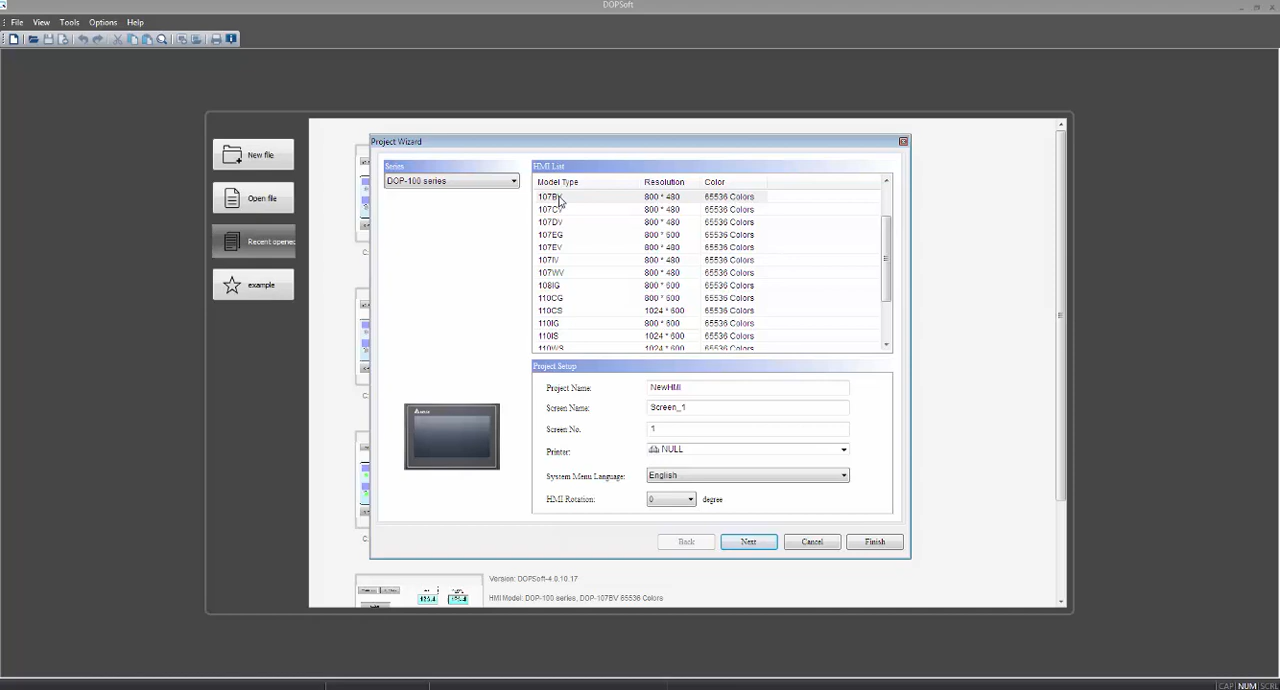 DOPSoft
File View Tools Options Help
New file
Open file
Recent opened
example
Project Wizard
Series
DOP-100 series
HMI List
Model Type Resolution Color
107BV 800 * 480 65536 Colors
107CV 800 * 480 65536 Colors
107DV 800 * 480 65536 Colors
107EG 800 * 600 65536 Colors
107EV 800 * 480 65536 Colors
107IV 800 * 480 65536 Colors
107WV 800 * 480 65536 Colors
108IG 800 * 600 65536 Colors
110CG 800 * 600 65536 Colors
110CS 1024 * 600 65536 Colors
110IG 800 * 600 65536 Colors
110IS 1024 * 600 65536 Colors
110WS 1024 * 600 65536 Colors
Project Setup
Project Name: NewHMI
Screen Name: Screen_1
Screen No. 1
Printer: NULL
System Menu Language: English
HMI Rotation: 0 degree
Back Next Cancel Finish
Version: DOPSoft-4.0.10.17
HMI Model: DOP-100 series, DOP-107BV 65536 Colors
CAP NUM SCRL